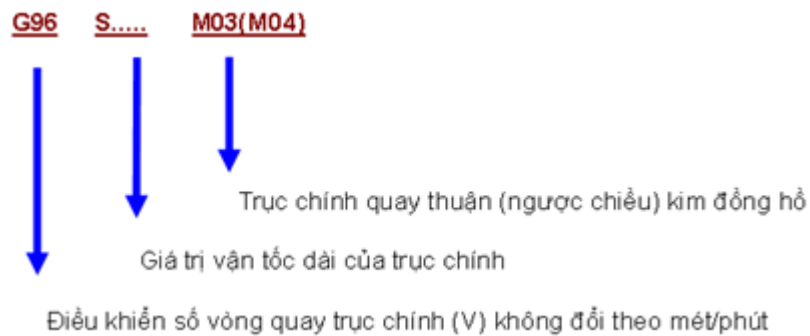 G96 S..... M03(M04)
Trục chính quay thuận (ngược chiều) kim đồng hồ
Giá trị vận tốc dài của trục chính
Điều khiển số vòng quay trục chính (V) không đổi theo mét/phút